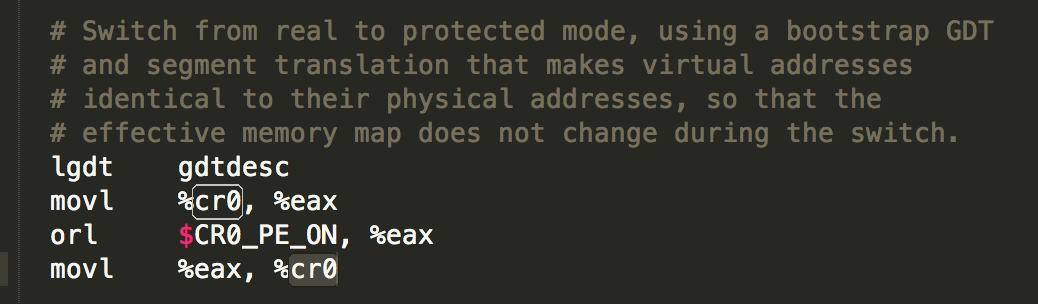 # Switch from real to protected mode, using a bootstrap GDT
# and segment translation that makes virtual addresses
# identical to their physical addresses, so that the
# effective memory map does not change during the switch.
lgdt    gdtdesc
movl    %cr0, %eax
orl     $CR0_PE_ON, %eax
movl    %eax, %cr0